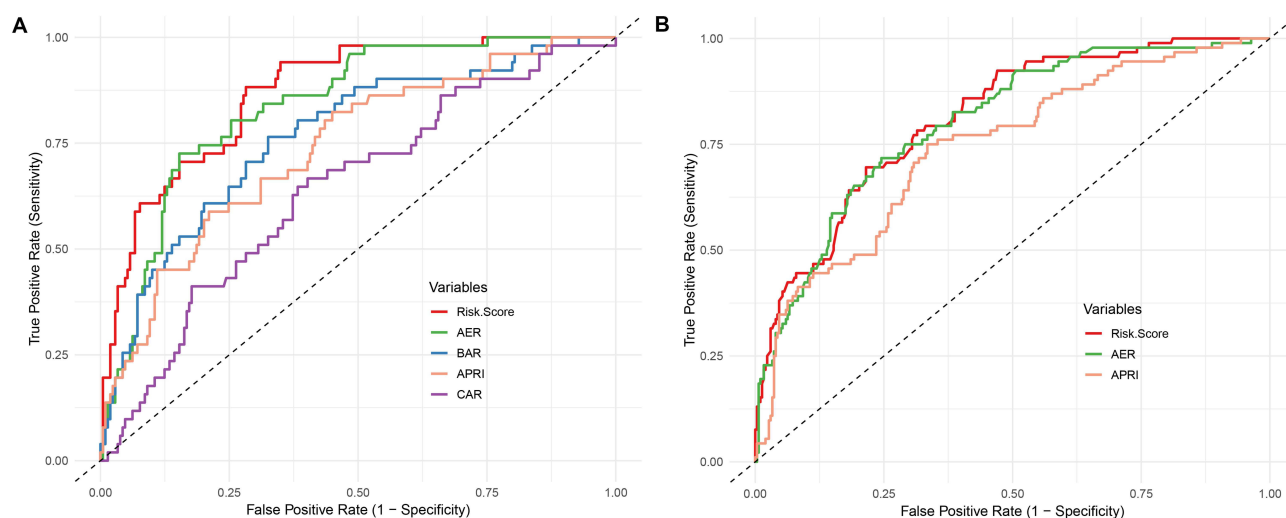 A
True Positive Rate (Sensitivity)
1.00
0.75
0.50
0.25
0.00
Variables
Risk.Score
AER
BAR
APRI
CAR
0.00 0.25 0.50 0.75 1.00
False Positive Rate (1 − Specificity)
B
True Positive Rate (Sensitivity)
1.00
0.75
0.50
0.25
0.00
Variables
Risk.Score
AER
APRI
0.00 0.25 0.50 0.75 1.00
False Positive Rate (1 − Specificity)